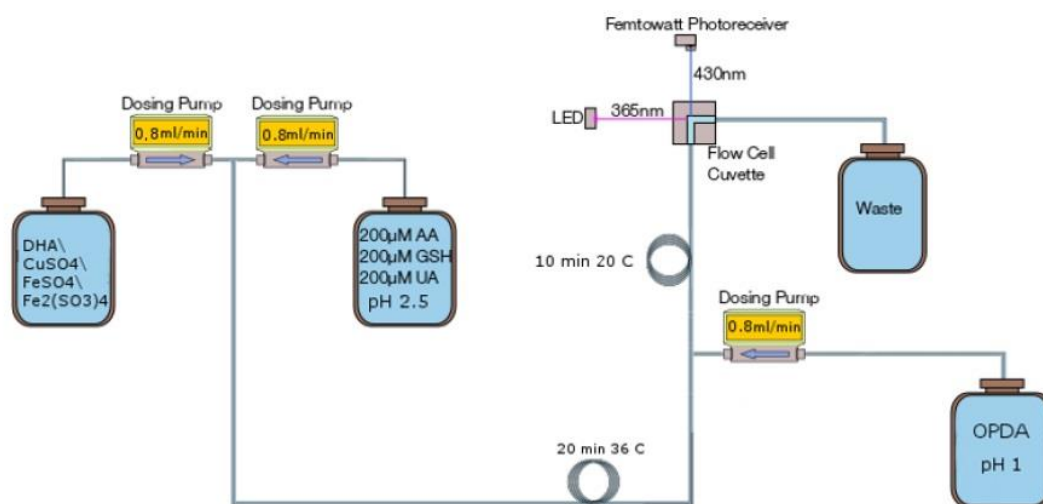 Femtowatt Photoreceiver
430nm
Dosing Pump
Dosing Pump
0,8ml/min
0.8ml/min
LED
365nm
Flow Cell
Cuvette
DHA\
CuSO4\
FeSO4\
Fe2(SO3)4
200µM AA
200µM GSH
200µM UA
pH 2.5
Waste
10 min 20 C
Dosing Pump
0.8ml/min
20 min 36 C
OPDA
pH 1